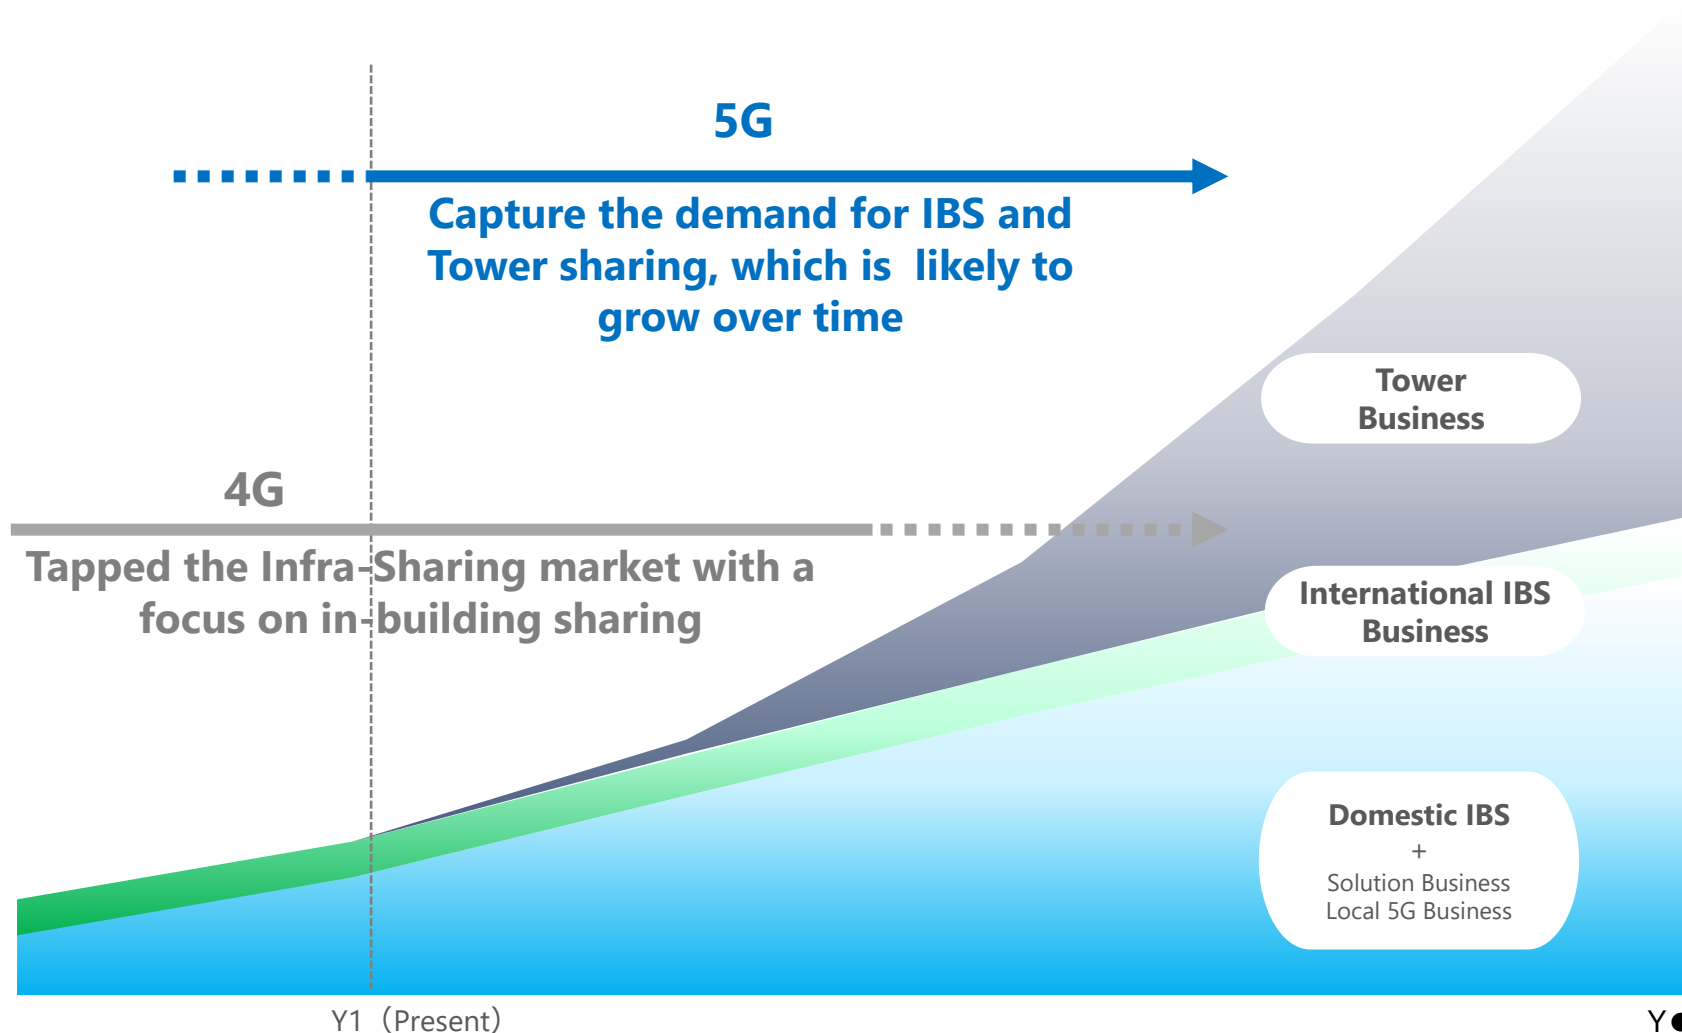 5G
Capture the demand for IBS and
Tower sharing, which is likely to
grow over time
4G
Tapped the Infra-Sharing market with a
focus on in-building sharing
Tower
Business
International IBS
Business
Domestic IBS
+
Solution Business
Local 5G Business
Y1（Present）
Y●